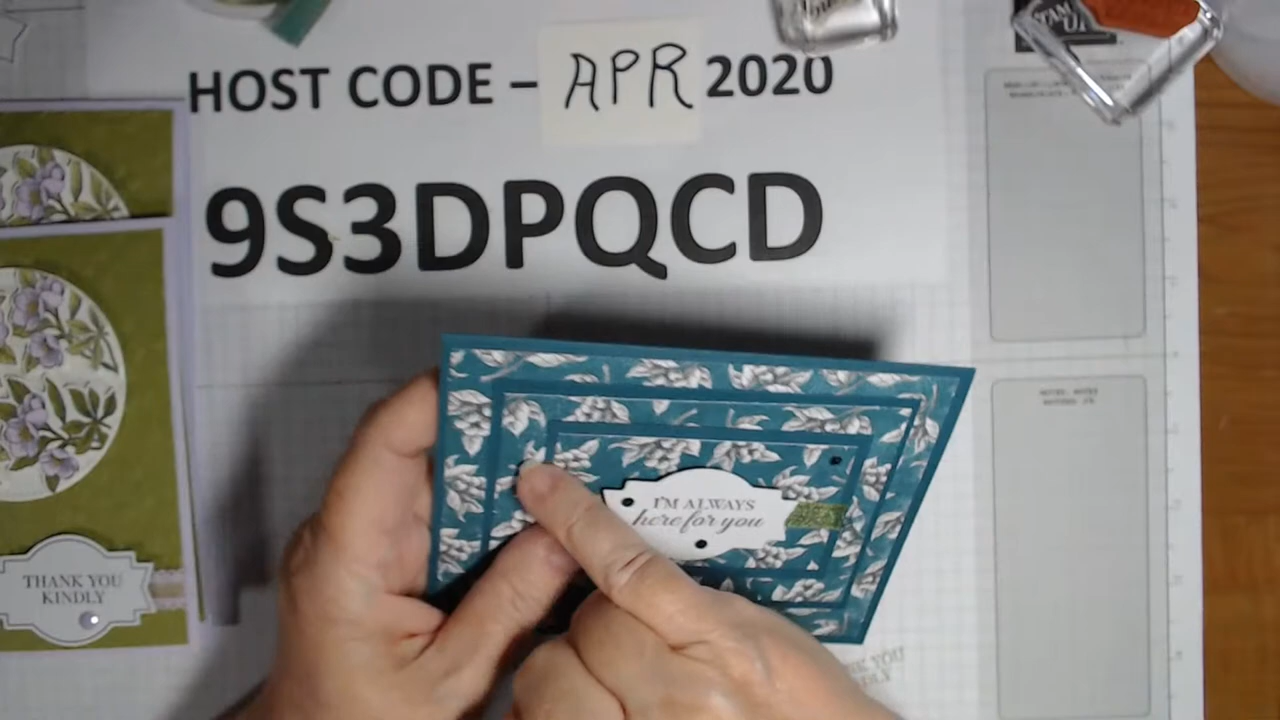 HOST CODE – APR 2020
9S3DPQCD
I'M ALWAYS
here for you
THANK YOU
KINDLY